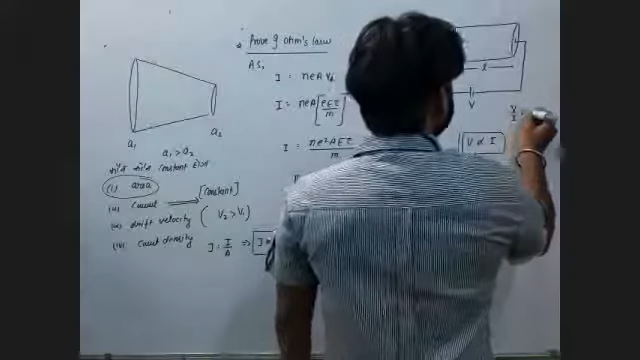 a₁
a₂
a₁ > a₂
(i) area
(ii) Current → [Constant]
(iii) drift velocity ( V₂ > V₁ )
(iv) Current density J = I/A ⇒
* Prove of ohm's law
AS,
I = neA Vd
I = neA [eEτ/m]
I = ne²AEτ/m
l
V
V ∝ I
V/I